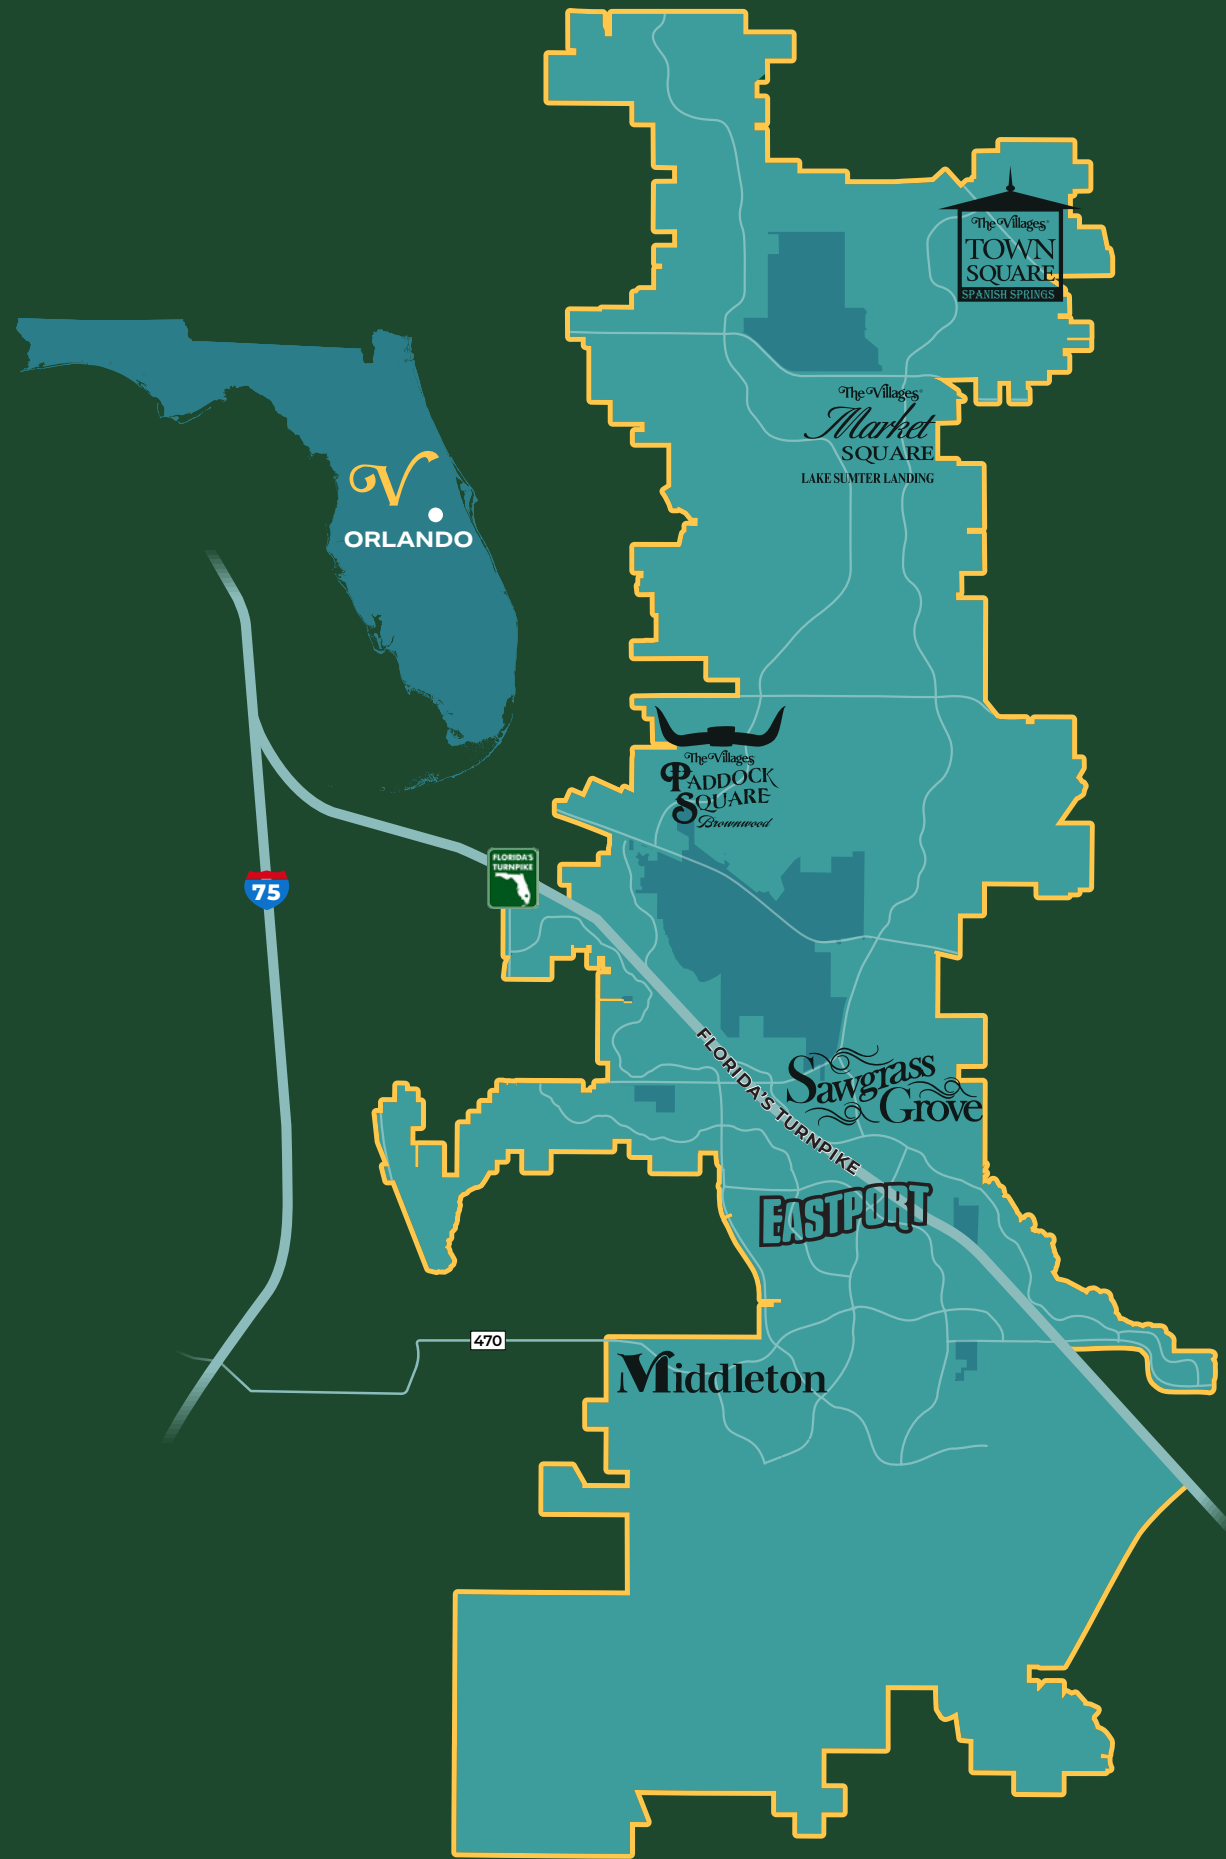 The Villages®
TOWN
SQUARE
SPANISH SPRINGS
The Villages®
Market
SQUARE
LAKE SUMTER LANDING
V
ORLANDO
The Villages
PADDOCK
SQUARE
Brownwood
FLORIDA'S
TURNPIKE
75
FLORIDA'S TURNPIKE
Sawgrass
Grove
EASTPORT
470
Middleton